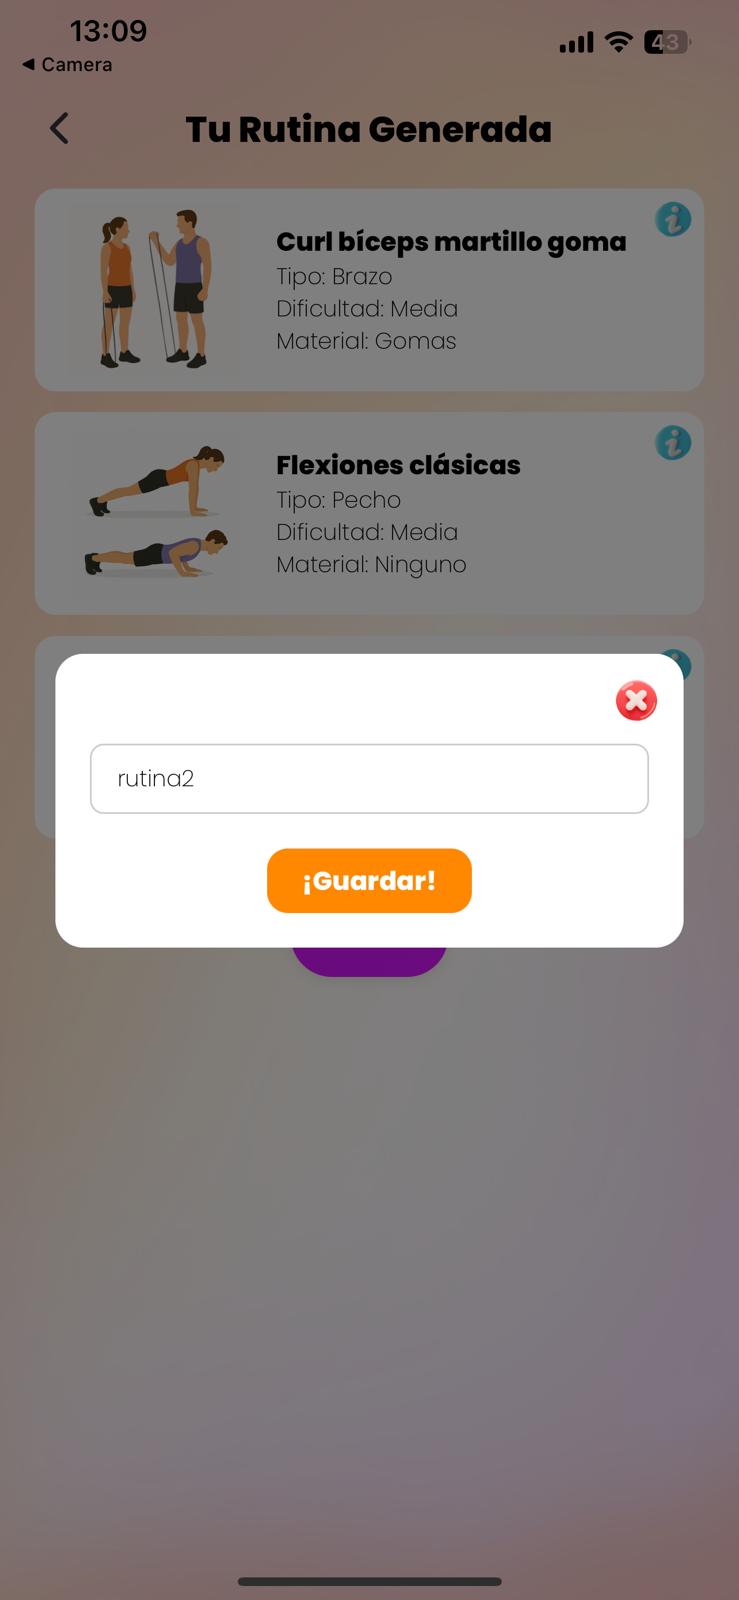 13:09
43
◀ Camera
Tu Rutina Generada
Curl bíceps martillo goma
Tipo: Brazo
Dificultad: Media
Material: Gomas
Flexiones clásicas
Tipo: Pecho
Dificultad: Media
Material: Ninguno
rutina2
¡Guardar!